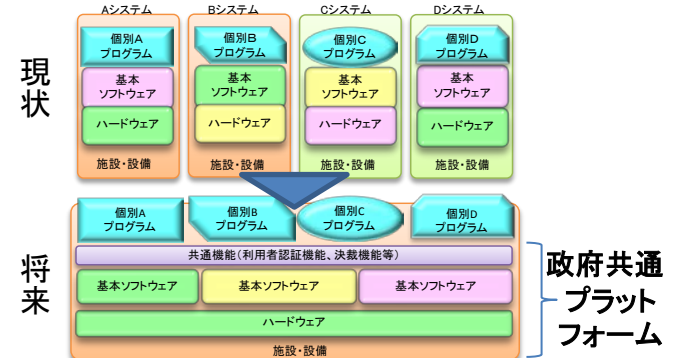 Aシステム
Bシステム
Cシステム
Dシステム
現状
個別A
プログラム
個別B
プログラム
個別C
プログラム
個別D
プログラム
基本
ソフトウェア
基本
ソフトウェア
基本
ソフトウェア
基本
ソフトウェア
ハードウェア
ハードウェア
ハードウェア
ハードウェア
施設・設備
施設・設備
施設・設備
施設・設備
将来
個別A
プログラム
個別B
プログラム
個別C
プログラム
個別D
プログラム
共通機能(利用者認証機能、決裁機能等)
基本ソフトウェア
基本ソフトウェア
基本ソフトウェア
ハードウェア
施設・設備
政府共通
プラット
フォーム